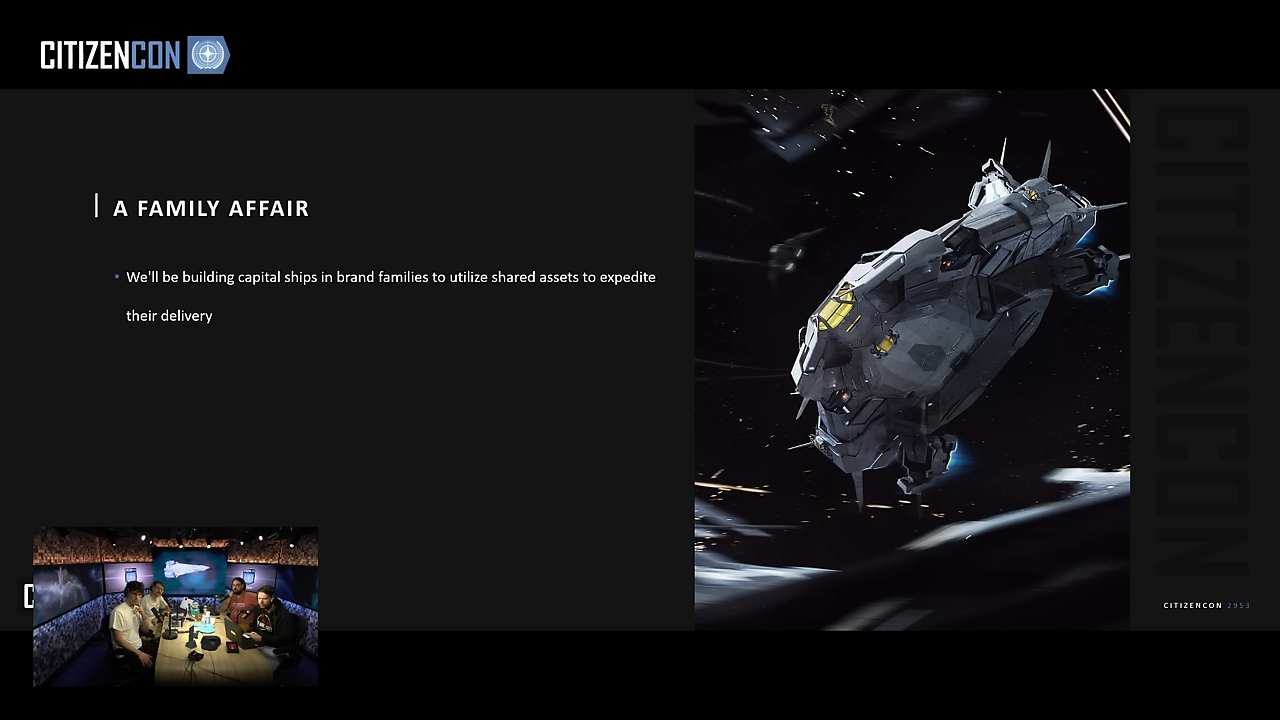 CITIZENCON
A FAMILY AFFAIR
• We'll be building capital ships in brand families to utilize shared assets to expedite
their delivery
CITIZENCON
CITIZENCON 2953